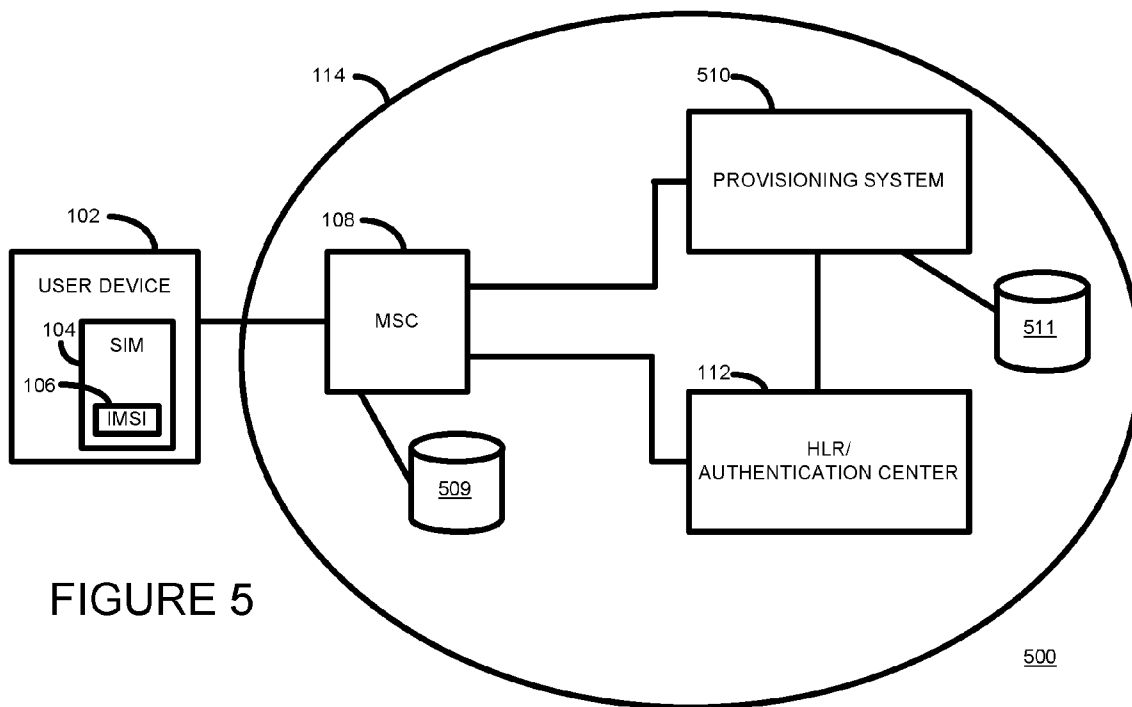 114
510
PROVISIONING SYSTEM
102
108
USER DEVICE
MSC
104
SIM
511
106
IMSI
112
HLR/
AUTHENTICATION CENTER
509
FIGURE 5
500